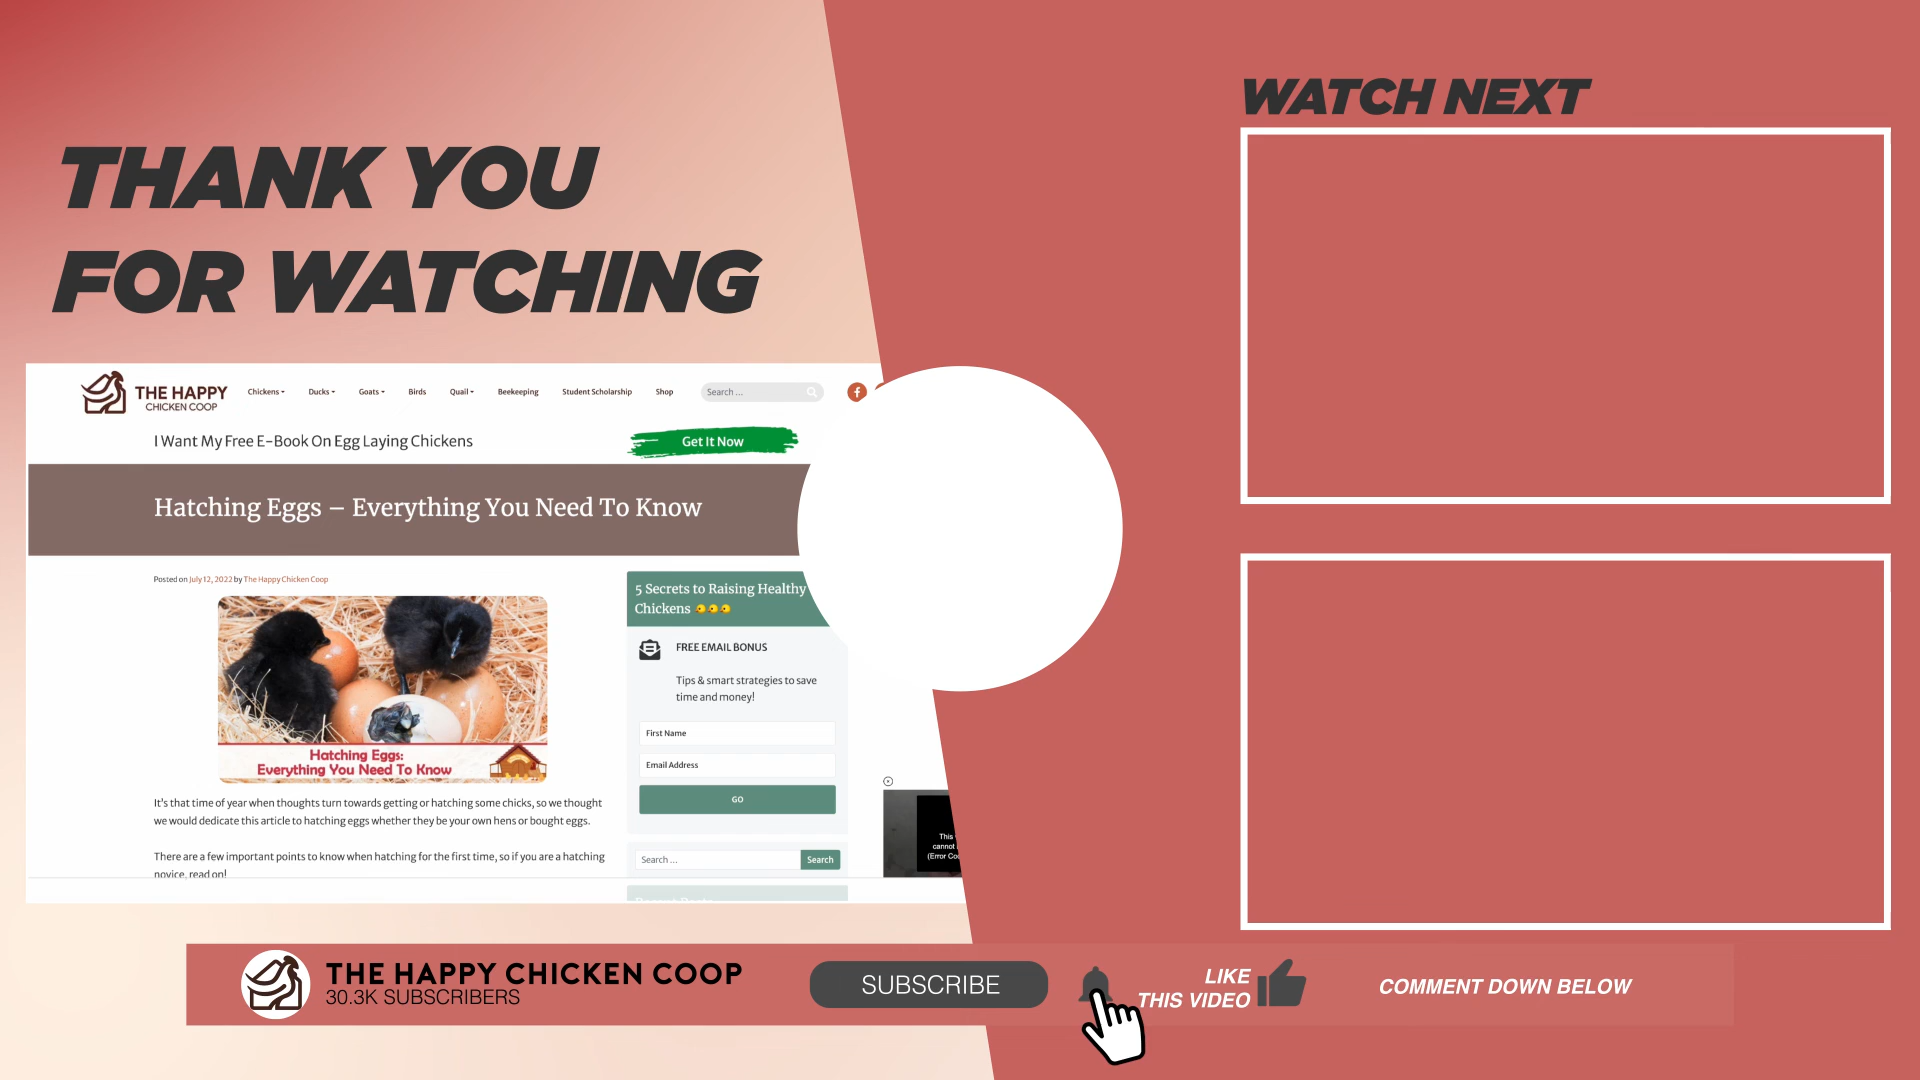 THANK YOU
FOR WATCHING
WATCH NEXT
THE HAPPY
CHICKEN COOP
Chickens
Ducks
Goats
Birds
Quail
Beekeeping
Student Scholarship
Shop
Search ...
I Want My Free E-Book On Egg Laying Chickens
Get It Now
Hatching Eggs – Everything You Need To Know
Posted on July 12, 2022 by The Happy Chicken Coop
Hatching Eggs:
Everything You Need To Know
It's that time of year when thoughts turn towards getting or hatching some chicks, so we thought
we would dedicate this article to hatching eggs whether they be your own hens or bought eggs.
There are a few important points to know when hatching for the first time, so if you are a hatching
novice, read on!
5 Secrets to Raising Healthy
Chickens
FREE EMAIL BONUS
Tips & smart strategies to save
time and money!
First Name
Email Address
GO
Search ...
Search
This
cannot
(Error
THE HAPPY CHICKEN COOP
30.3K SUBSCRIBERS
SUBSCRIBE
LIKE
THIS VIDEO
COMMENT DOWN BELOW